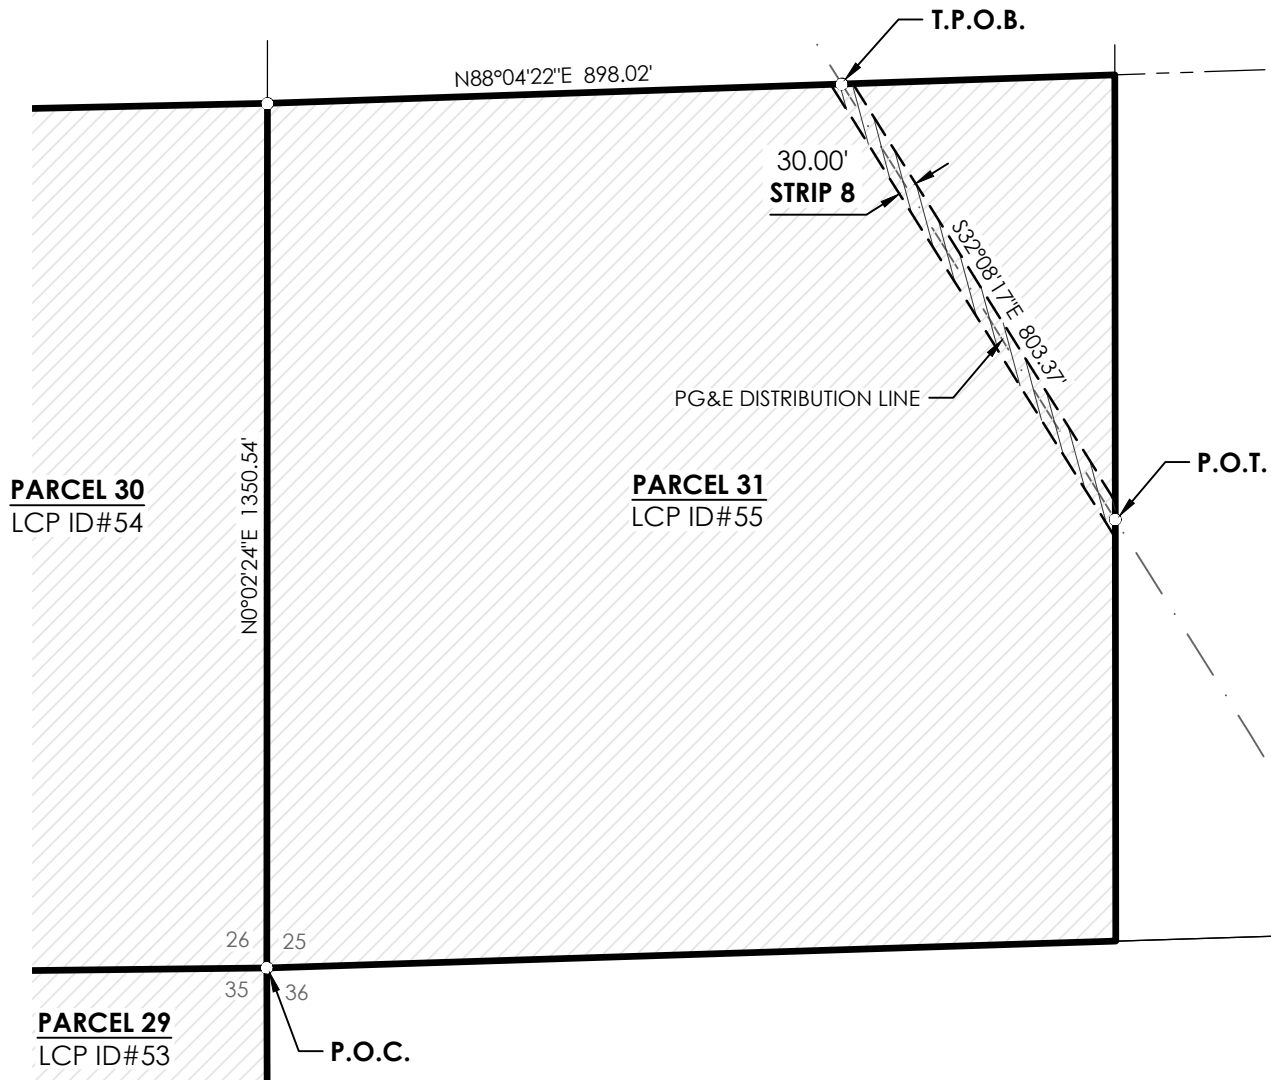 T.P.O.B.
N88°04'22"E 898.02'
30.00'
STRIP 8
S32°08'17"E 803.37'
PG&E DISTRIBUTION LINE
P.O.T.
N0°02'24"E 1350.54'
PARCEL 30
LCP ID#54
PARCEL 31
LCP ID#55
26 25
35 36
PARCEL 29
LCP ID#53
P.O.C.